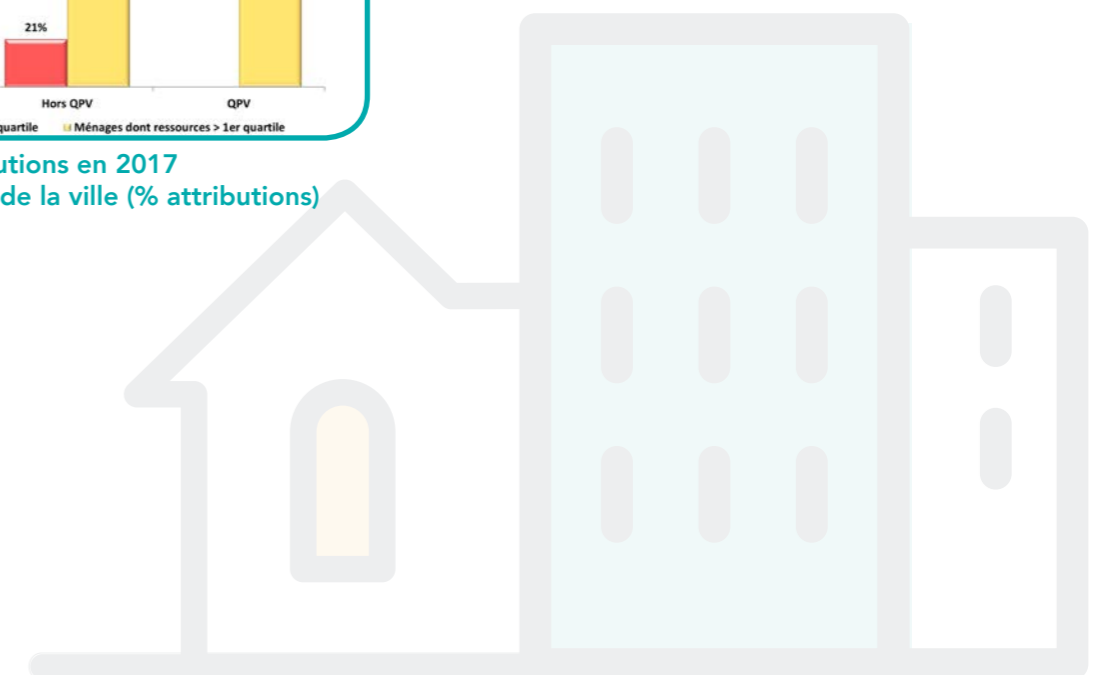 21%
Hors QPV QPV
quartile Ménages dont ressources > 1er quartile
utions en 2017
de la ville (% attributions)